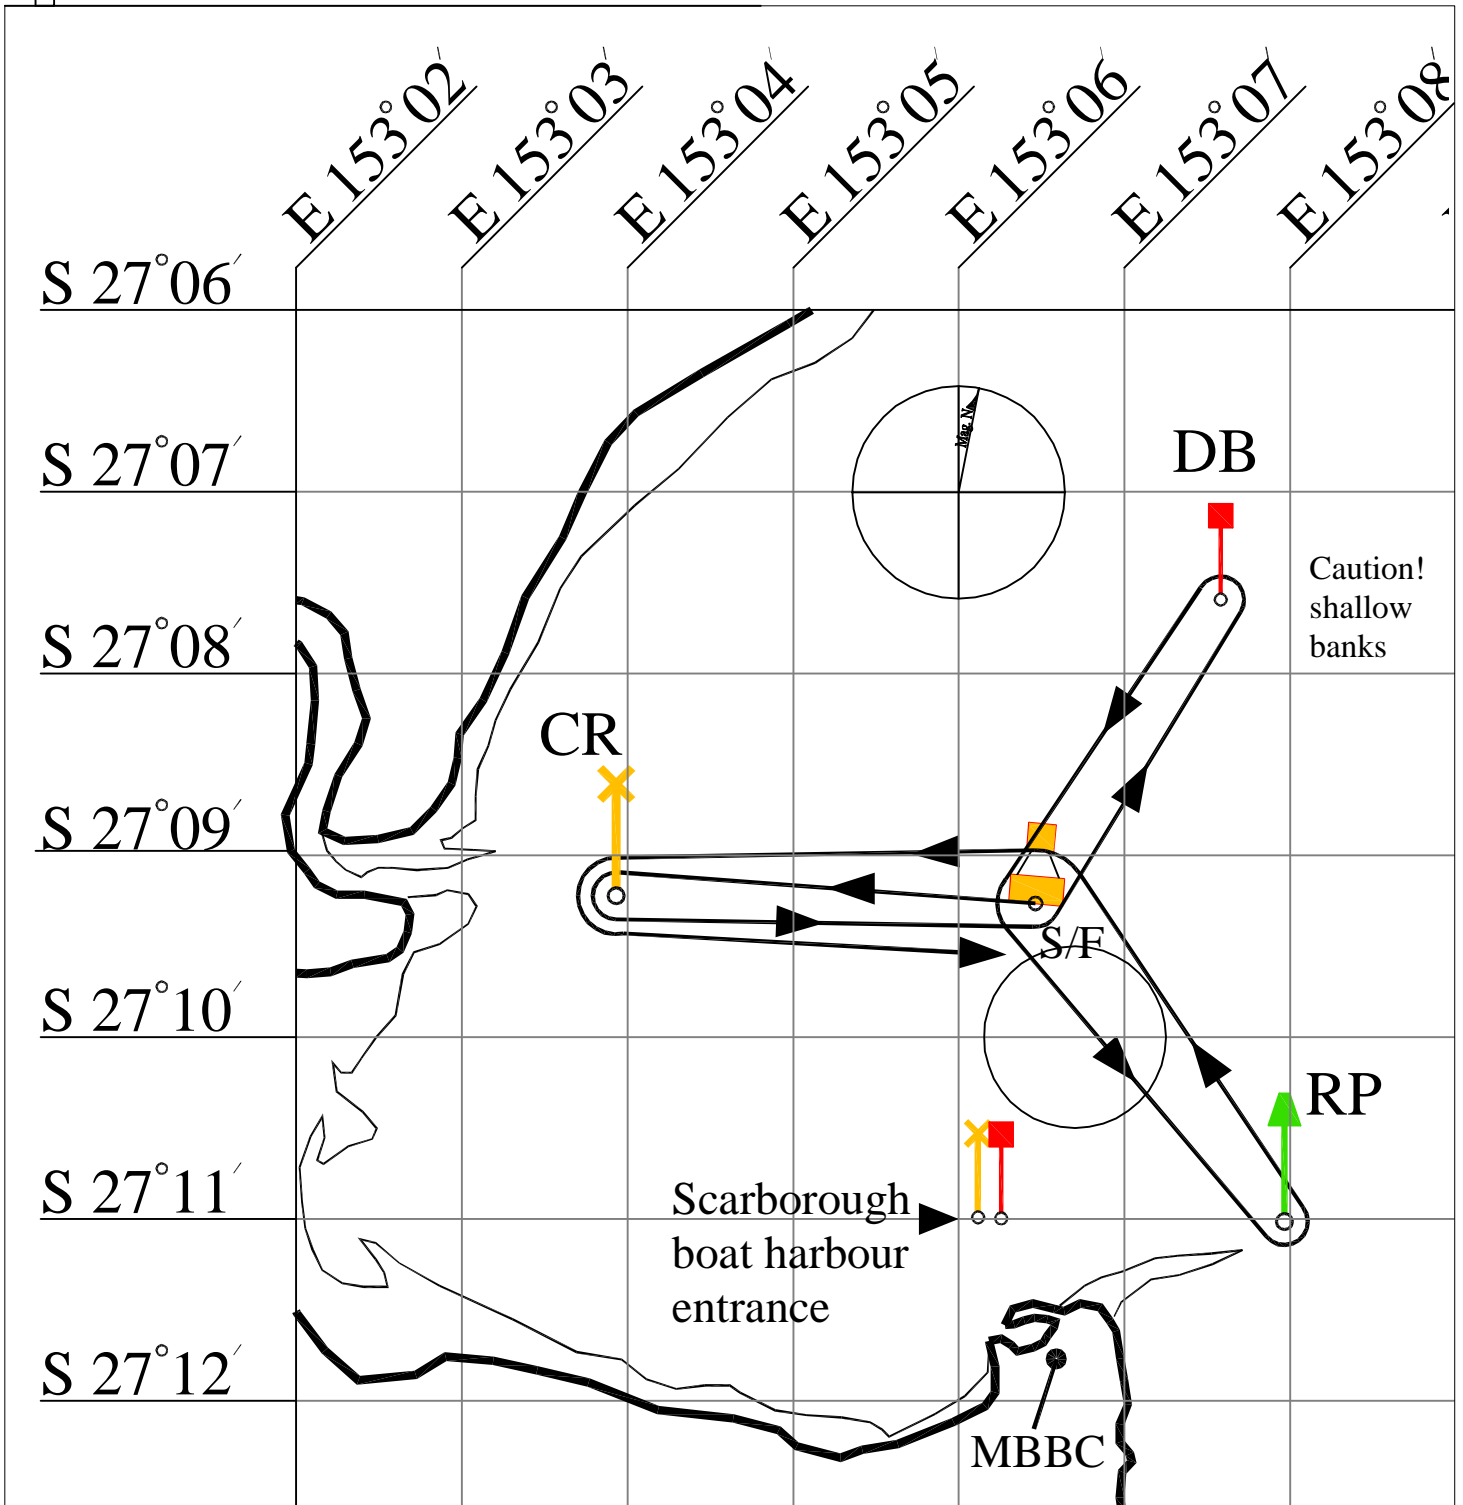 E 153°02′
E 153°03′
E 153°04′
E 153°05′
E 153°06′
E 153°07′
E 153°08′
S 27°06′
Mag. N
S 27°07′
DB
Caution!
shallow
banks
S 27°08′
CR
S 27°09′
S/F
S 27°10′
RP
S 27°11′
Scarborough
boat harbour
entrance
S 27°12′
MBBC